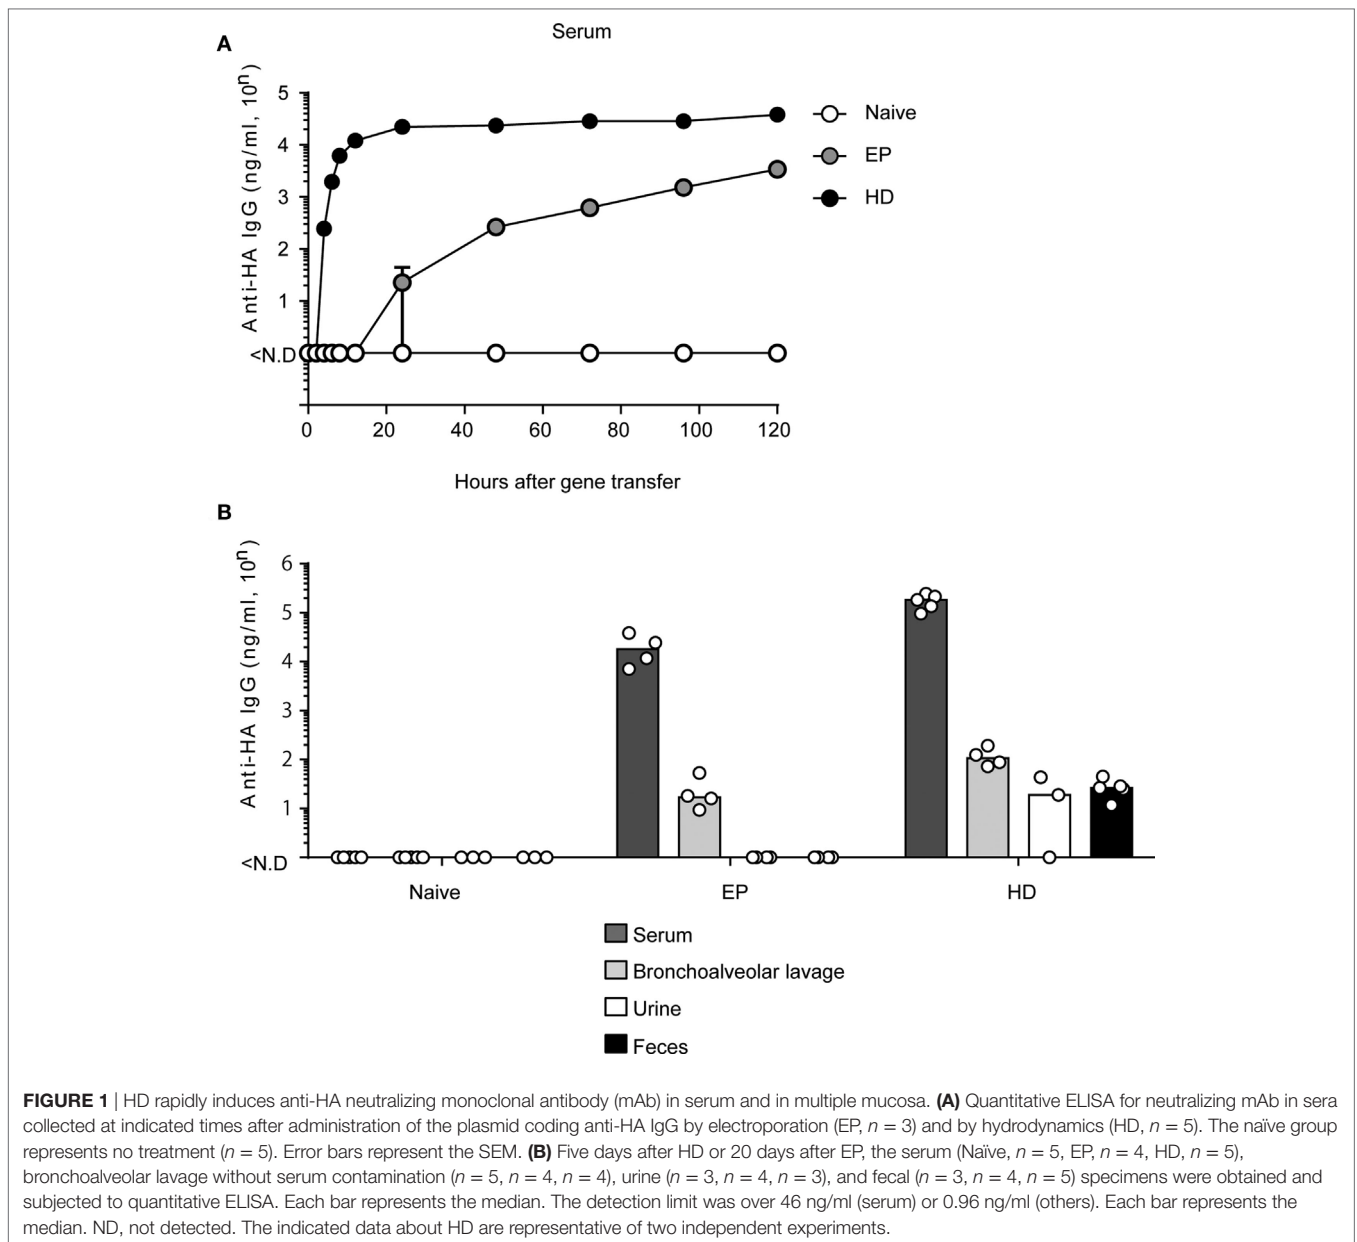 A
Serum
Anti-HA IgG (ng/ml, 10ⁿ)
5
4
3
2
1
<N.D
0 20 40 60 80 100 120
Hours after gene transfer
Naive
EP
HD
B
Anti-HA IgG (ng/ml, 10ⁿ)
6
5
4
3
2
1
<N.D
Naive EP HD
Serum
Bronchoalveolar lavage
Urine
Feces
FIGURE 1 | HD rapidly induces anti-HA neutralizing monoclonal antibody (mAb) in serum and in multiple mucosa. (A) Quantitative ELISA for neutralizing mAb in sera
collected at indicated times after administration of the plasmid coding anti-HA IgG by electroporation (EP, n = 3) and by hydrodynamics (HD, n = 5). The naïve group
represents no treatment (n = 5). Error bars represent the SEM. (B) Five days after HD or 20 days after EP, the serum (Naïve, n = 5, EP, n = 4, HD, n = 5),
bronchoalveolar lavage without serum contamination (n = 5, n = 4, n = 4), urine (n = 3, n = 4, n = 3), and fecal (n = 3, n = 4, n = 5) specimens were obtained and
subjected to quantitative ELISA. Each bar represents the median. The detection limit was over 46 ng/ml (serum) or 0.96 ng/ml (others). Each bar represents the
median. ND, not detected. The indicated data about HD are representative of two independent experiments.